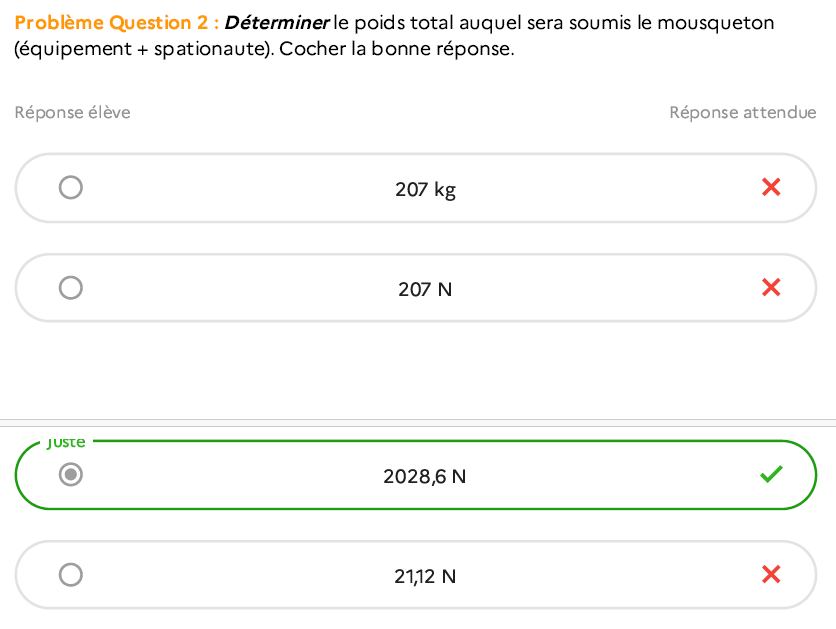 Problème Question 2 : Déterminer le poids total auquel sera soumis le mousqueton
(équipement + spationaute). Cocher la bonne réponse.
Réponse élève
Réponse attendue
207 kg
207 N
Juste
2028,6 N
21,12 N